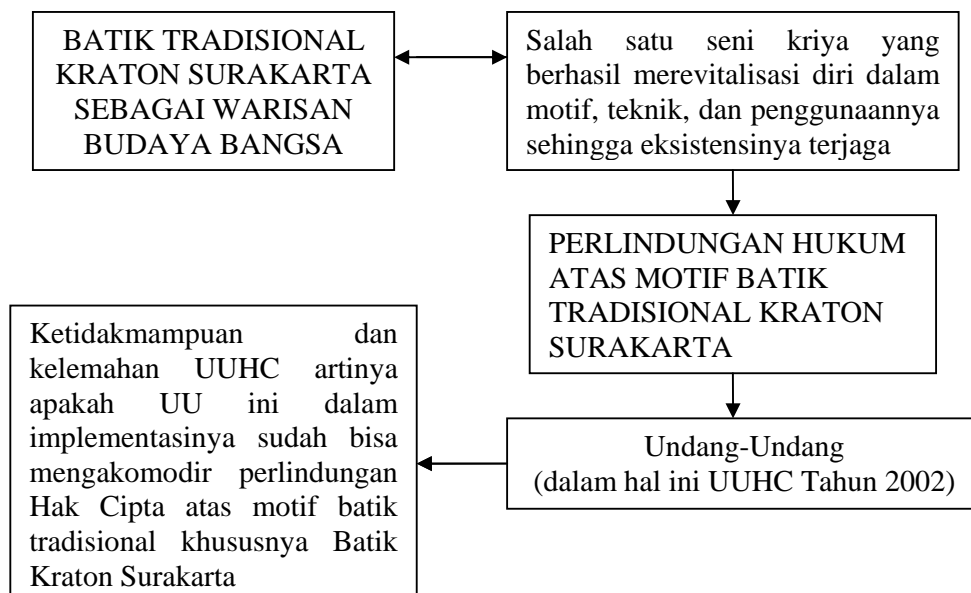 BATIK TRADISIONAL
KRATON SURAKARTA
SEBAGAI WARISAN
BUDAYA BANGSA
Salah satu seni kriya yang
berhasil merevitalisasi diri dalam
motif, teknik, dan penggunaannya
sehingga eksistensinya terjaga
PERLINDUNGAN HUKUM
ATAS MOTIF BATIK
TRADISIONAL KRATON
SURAKARTA
Undang-Undang
(dalam hal ini UUHC Tahun 2002)
Ketidakmampuan dan
kelemahan UUHC artinya
apakah UU ini dalam
implementasinya sudah bisa
mengakomodir perlindungan
Hak Cipta atas motif batik
tradisional khususnya Batik
Kraton Surakarta